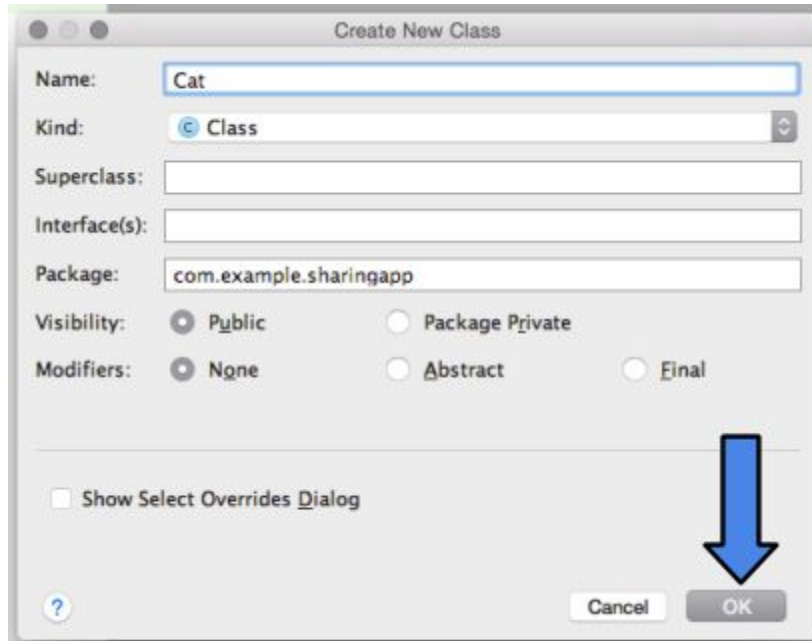 Create New Class
Name: Cat
Kind: C Class
Superclass:
Interface(s):
Package: com.example.sharingapp
Visibility: Public Package Private
Modifiers: None Abstract Final
Show Select Overrides Dialog
? Cancel OK